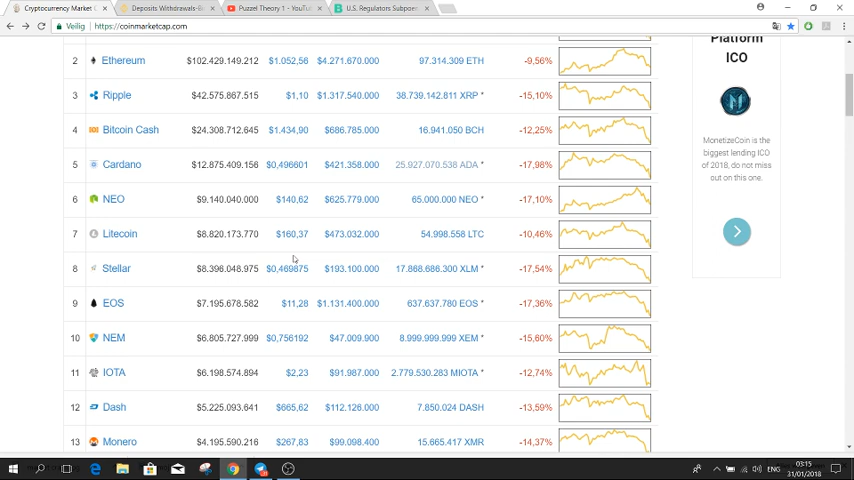 Cryptocurrency Market C
Deposits Withdrawals-B
Puzzel Theory 1 - YouTu
U.S. Regulators Subpoen
Veilig
https://coinmarketcap.com
2 Ethereum $102.429.149.212 $1.052,56 $4.271.670.000 97.314.309 ETH -9,56%
3 Ripple $42.575.867.515 $1,10 $1.317.540.000 38.739.142.811 XRP * -15,10%
4 Bitcoin Cash $24.308.712.645 $1.434,90 $686.785.000 16.941.050 BCH -12,25%
5 Cardano $12.875.409.156 $0,496601 $421.358.000 25.927.070.538 ADA * -17,98%
6 NEO $9.140.040.000 $140,62 $625.779.000 65.000.000 NEO * -17,10%
7 Litecoin $8.820.173.770 $160,37 $473.032.000 54.998.558 LTC -10,46%
8 Stellar $8.396.048.975 $0,469875 $193.100.000 17.868.686.300 XLM * -17,54%
9 EOS $7.195.678.582 $11,28 $1.131.400.000 637.637.780 EOS * -17,36%
10 NEM $6.805.727.999 $0,756192 $47.009.900 8.999.999.999 XEM * -15,60%
11 IOTA $6.198.574.894 $2,23 $91.987.000 2.779.530.283 MIOTA * -12,74%
12 Dash $5.225.093.641 $665,62 $112.126.000 7.850.024 DASH -13,59%
13 Monero $4.195.590.216 $267,83 $99.098.400 15.665.417 XMR -14,37%
Platform
ICO
MonetizeCoin is the
biggest lending ICO
of 2018, do not miss
out on this one.
ENG
03:15
31/01/2018